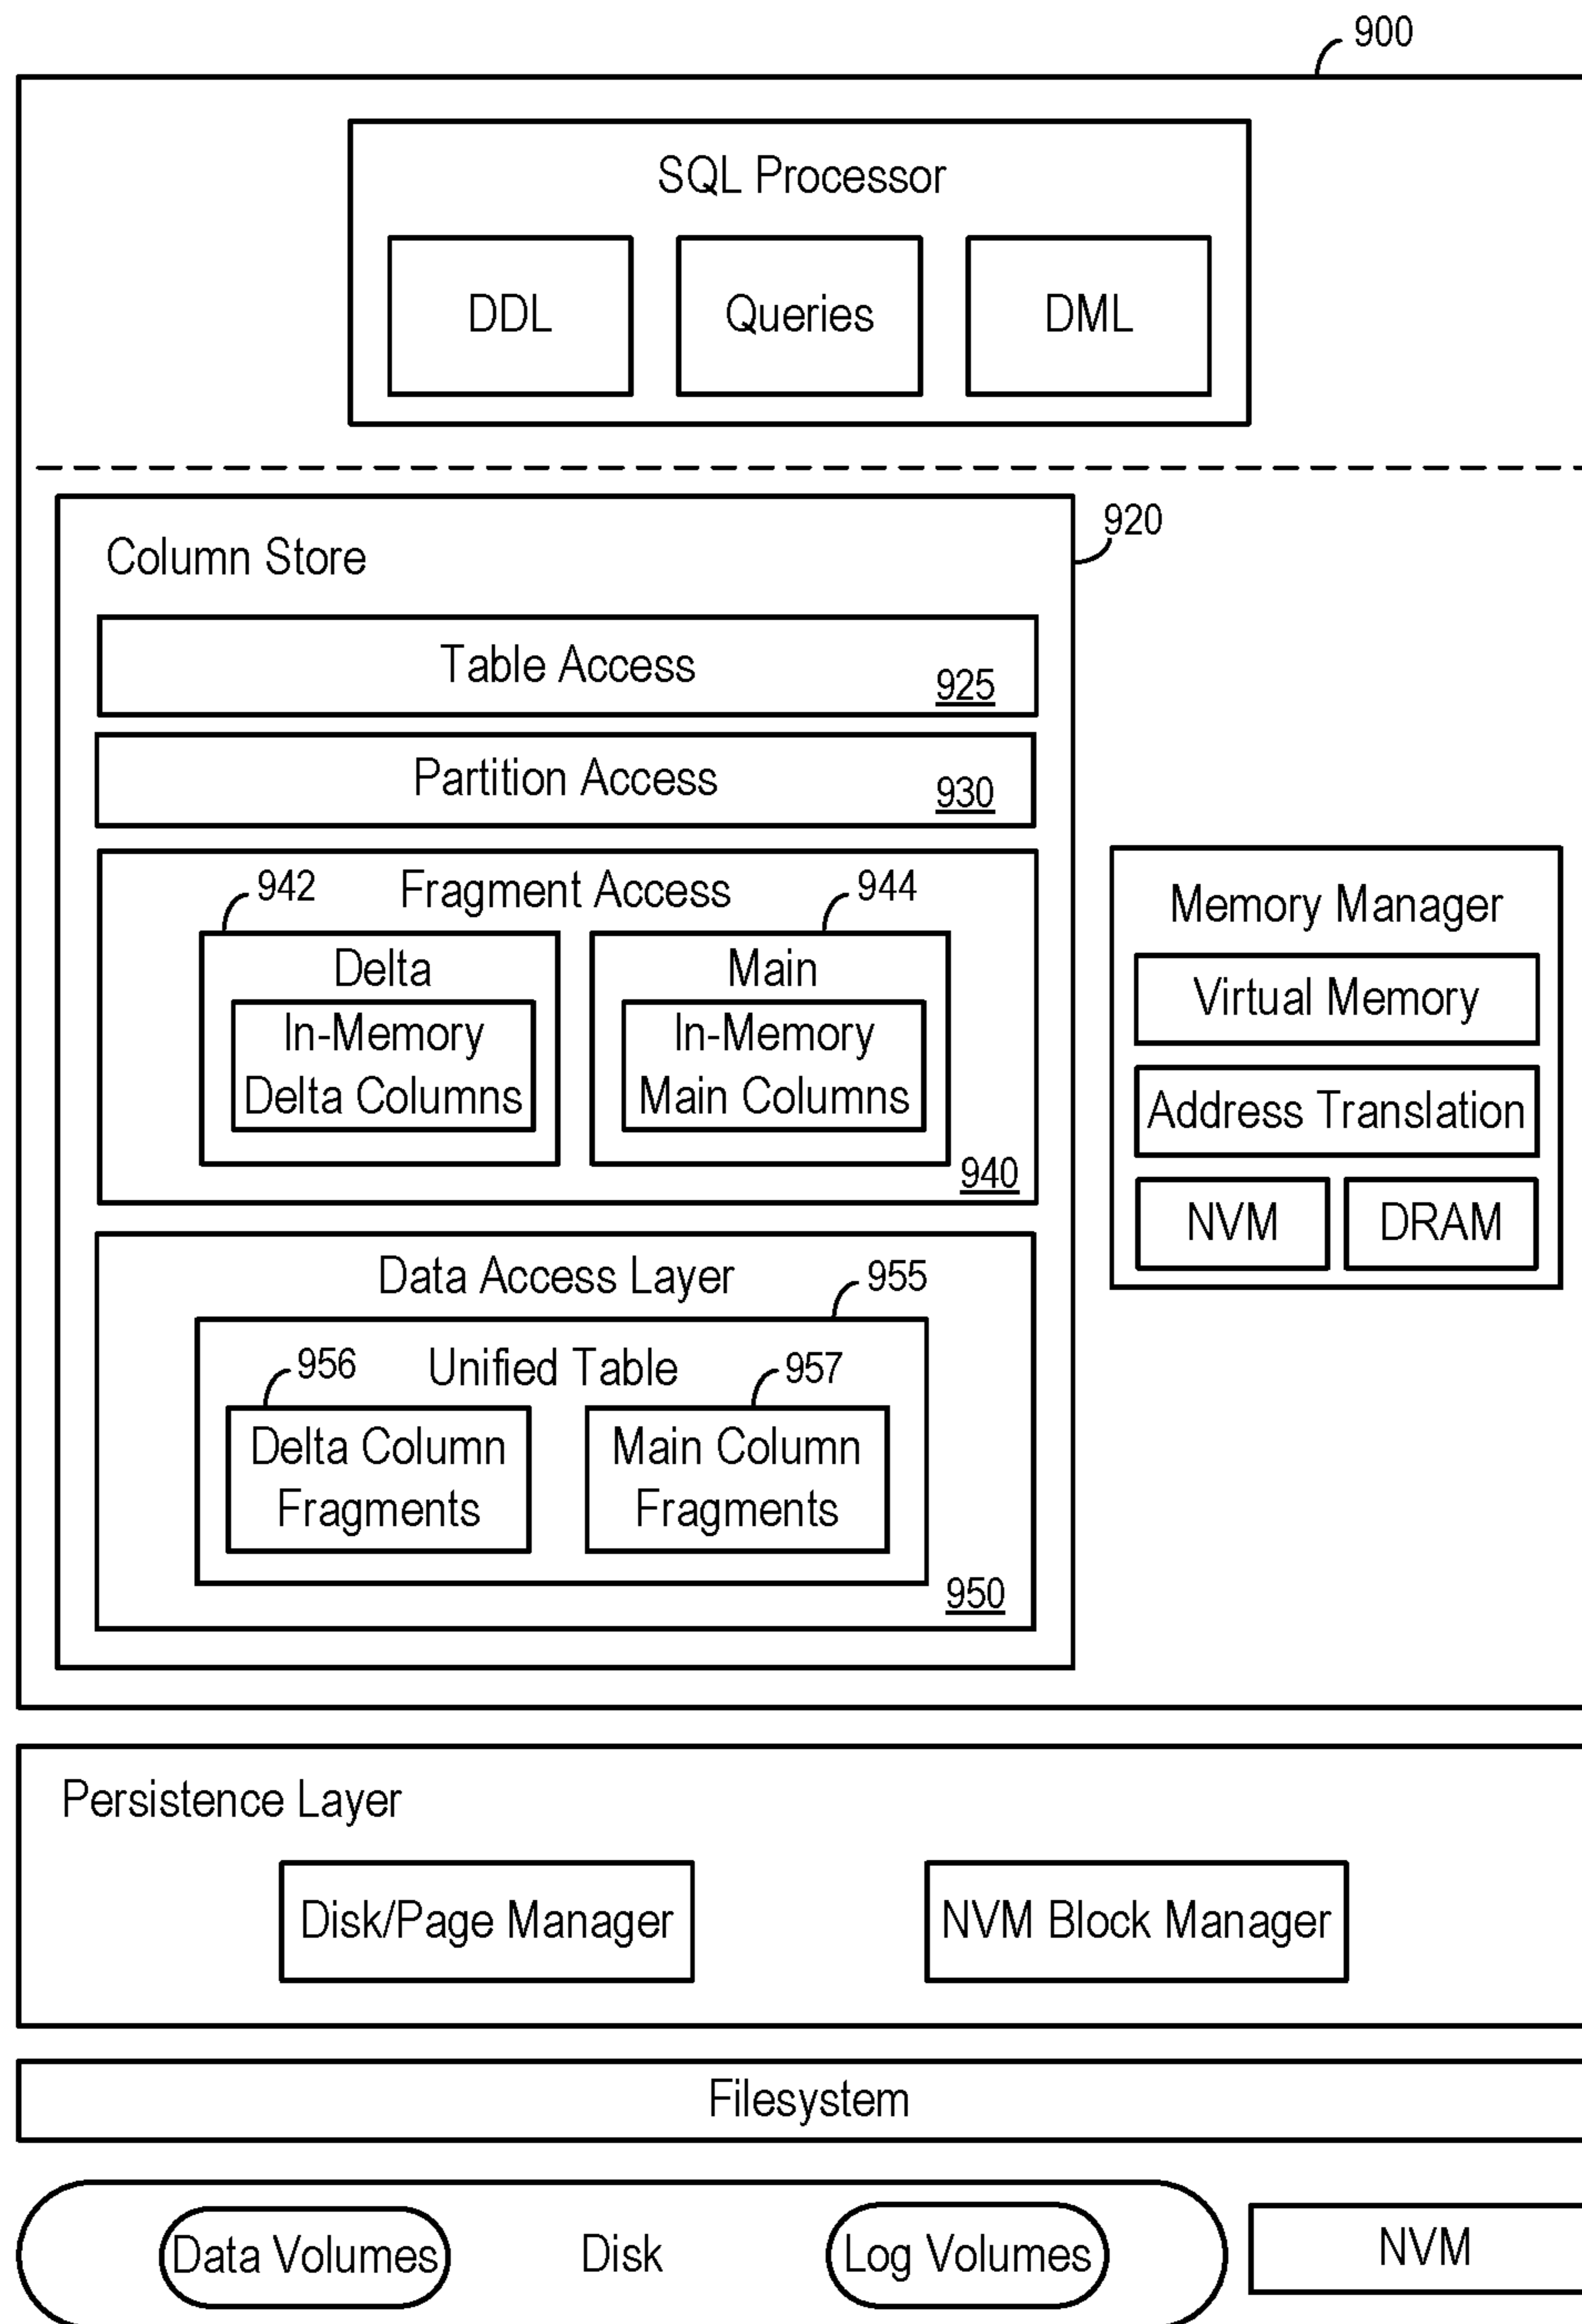 900
SQL Processor
DDL
Queries
DML
920
Column Store
Table Access
925
Partition Access
930
942
Fragment Access
944
Delta
In-Memory
Delta Columns
Main
In-Memory
Main Columns
940
Memory Manager
Virtual Memory
Address Translation
NVM
DRAM
Data Access Layer
955
956
Unified Table
957
Delta Column
Fragments
Main Column
Fragments
950
Persistence Layer
Disk/Page Manager
NVM Block Manager
Filesystem
Data Volumes
Disk
Log Volumes
NVM